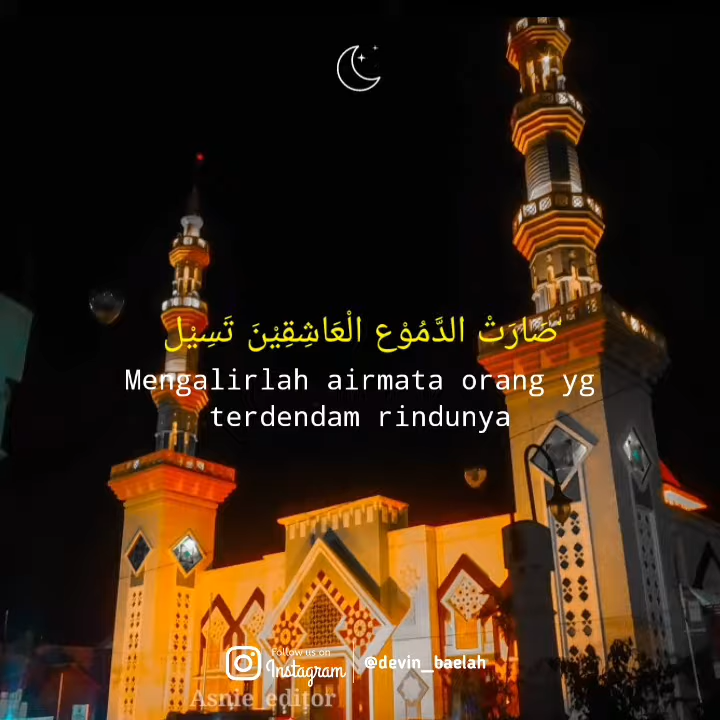 صَارَتْ الدَّمُوْع الْعَاشِقِيْنَ تَسِيْل
Mengalirlah airmata orang yg
terdendam rindunya
Follow us on
Instagram
@devin_baelah
Asnie_editor